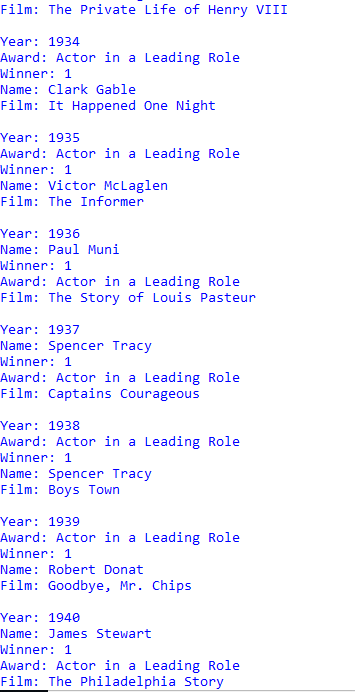 Film: The Private Life of Henry VIII
Year: 1934
Award: Actor in a Leading Role
Winner: 1
Name: Clark Gable
Film: It Happened One Night
Year: 1935
Award: Actor in a Leading Role
Winner: 1
Name: Victor McLaglen
Film: The Informer
Year: 1936
Name: Paul Muni
Winner: 1
Award: Actor in a Leading Role
Film: The Story of Louis Pasteur
Year: 1937
Name: Spencer Tracy
Winner: 1
Award: Actor in a Leading Role
Film: Captains Courageous
Year: 1938
Award: Actor in a Leading Role
Winner: 1
Name: Spencer Tracy
Film: Boys Town
Year: 1939
Award: Actor in a Leading Role
Winner: 1
Name: Robert Donat
Film: Goodbye, Mr. Chips
Year: 1940
Name: James Stewart
Winner: 1
Award: Actor in a Leading Role
Film: The Philadelphia Story